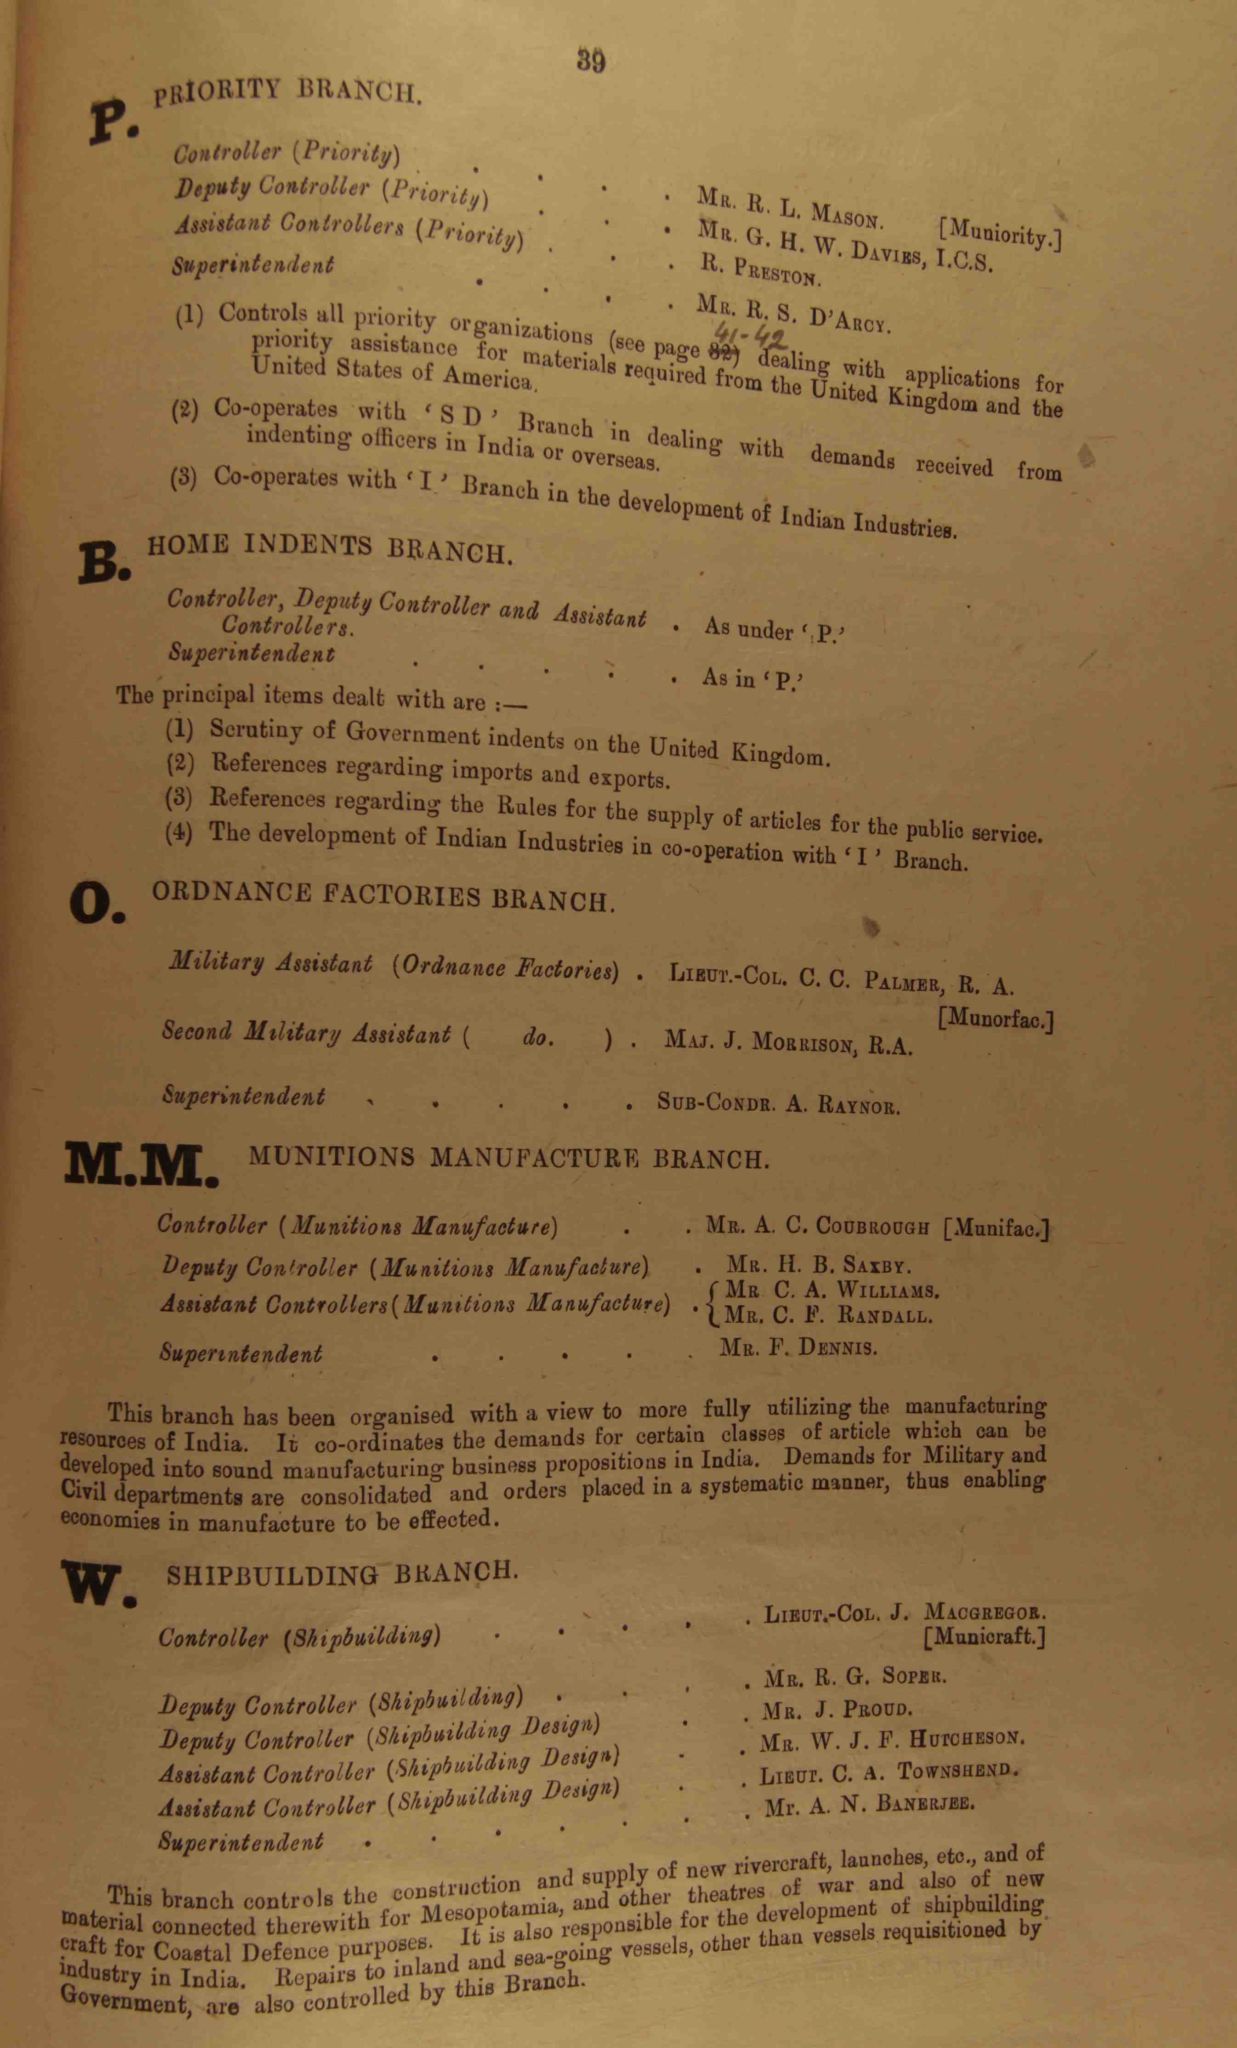 39
P. PRIORITY BRANCH.
Controller (Priority) . . . . MR. R. L. MASON. [Muniority.]
Deputy Controller (Priority) . . . MR. G. H. W. DAVIES, I.C.S.
Assistant Controllers (Priority) . . . R. PRESTON.
Superintendent . . . . MR. R. S. D'ARCY.
(1) Controls all priority organizations (see page 82) 41-42 dealing with applications for
priority assistance for materials required from the United Kingdom and the
United States of America.
(2) Co-operates with ‘SD’ Branch in dealing with demands received from
indenting officers in India or overseas.
(3) Co-operates with ‘I’ Branch in the development of Indian Industries.
B. HOME INDENTS BRANCH.
Controller, Deputy Controller and Assistant . As under ‘P.’
Controllers.
Superintendent . . . . . As in ‘P.’
The principal items dealt with are :—
(1) Scrutiny of Government indents on the United Kingdom.
(2) References regarding imports and exports.
(3) References regarding the Rules for the supply of articles for the public service.
(4) The development of Indian Industries in co-operation with ‘I’ Branch.
O. ORDNANCE FACTORIES BRANCH.
Military Assistant (Ordnance Factories) . LIEUT.-COL. C. C. PALMER, R. A.
[Munorfac.]
Second Military Assistant ( do. ) . MAJ. J. MORRISON, R.A.
Superintendent . . . . . SUB-CONDR. A. RAYNOR.
M.M. MUNITIONS MANUFACTURE BRANCH.
Controller (Munitions Manufacture) . . MR. A. C. COUBROUGH [Munifac.]
Deputy Controller (Munitions Manufacture) . MR. H. B. SAXBY.
Assistant Controllers (Munitions Manufacture) . { MR C. A. WILLIAMS.
MR. C. F. RANDALL.
Superintendent . . . . . MR. F. DENNIS.
This branch has been organised with a view to more fully utilizing the manufacturing
resources of India. It co-ordinates the demands for certain classes of article which can be
developed into sound manufacturing business propositions in India. Demands for Military and
Civil departments are consolidated and orders placed in a systematic manner, thus enabling
economies in manufacture to be effected.
W. SHIPBUILDING BRANCH.
Controller (Shipbuilding) . . . . . LIEUT.-COL. J. MACGREGOR.
[Municraft.]
Deputy Controller (Shipbuilding) . . . . MR. R. G. SOPER.
Deputy Controller (Shipbuilding Design) . . MR. J. PROUD.
Assistant Controller (Shipbuilding Design) . . MR. W. J. F. HUTCHESON.
Assistant Controller (Shipbuilding Design) . . LIEUT. C. A. TOWNSHEND.
Superintendent . . . . . . . Mr. A. N. BANERJEE.
This branch controls the construction and supply of new rivercraft, launches, etc., and of
material connected therewith for Mesopotamia, and other theatres of war and also of new
craft for Coastal Defence purposes. It is also responsible for the development of shipbuilding
industry in India. Repairs to inland and sea-going vessels, other than vessels requisitioned by
Government, are also controlled by this Branch.